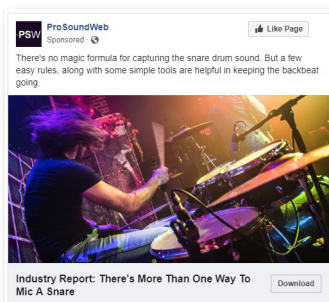 PSW
ProSoundWeb
Sponsored ·
Like Page
There's no magic formula for capturing the snare drum sound. But a few
easy rules, along with some simple tools are helpful in keeping the backbeat
going.
Industry Report: There's More Than One Way To
Mic A Snare
Download